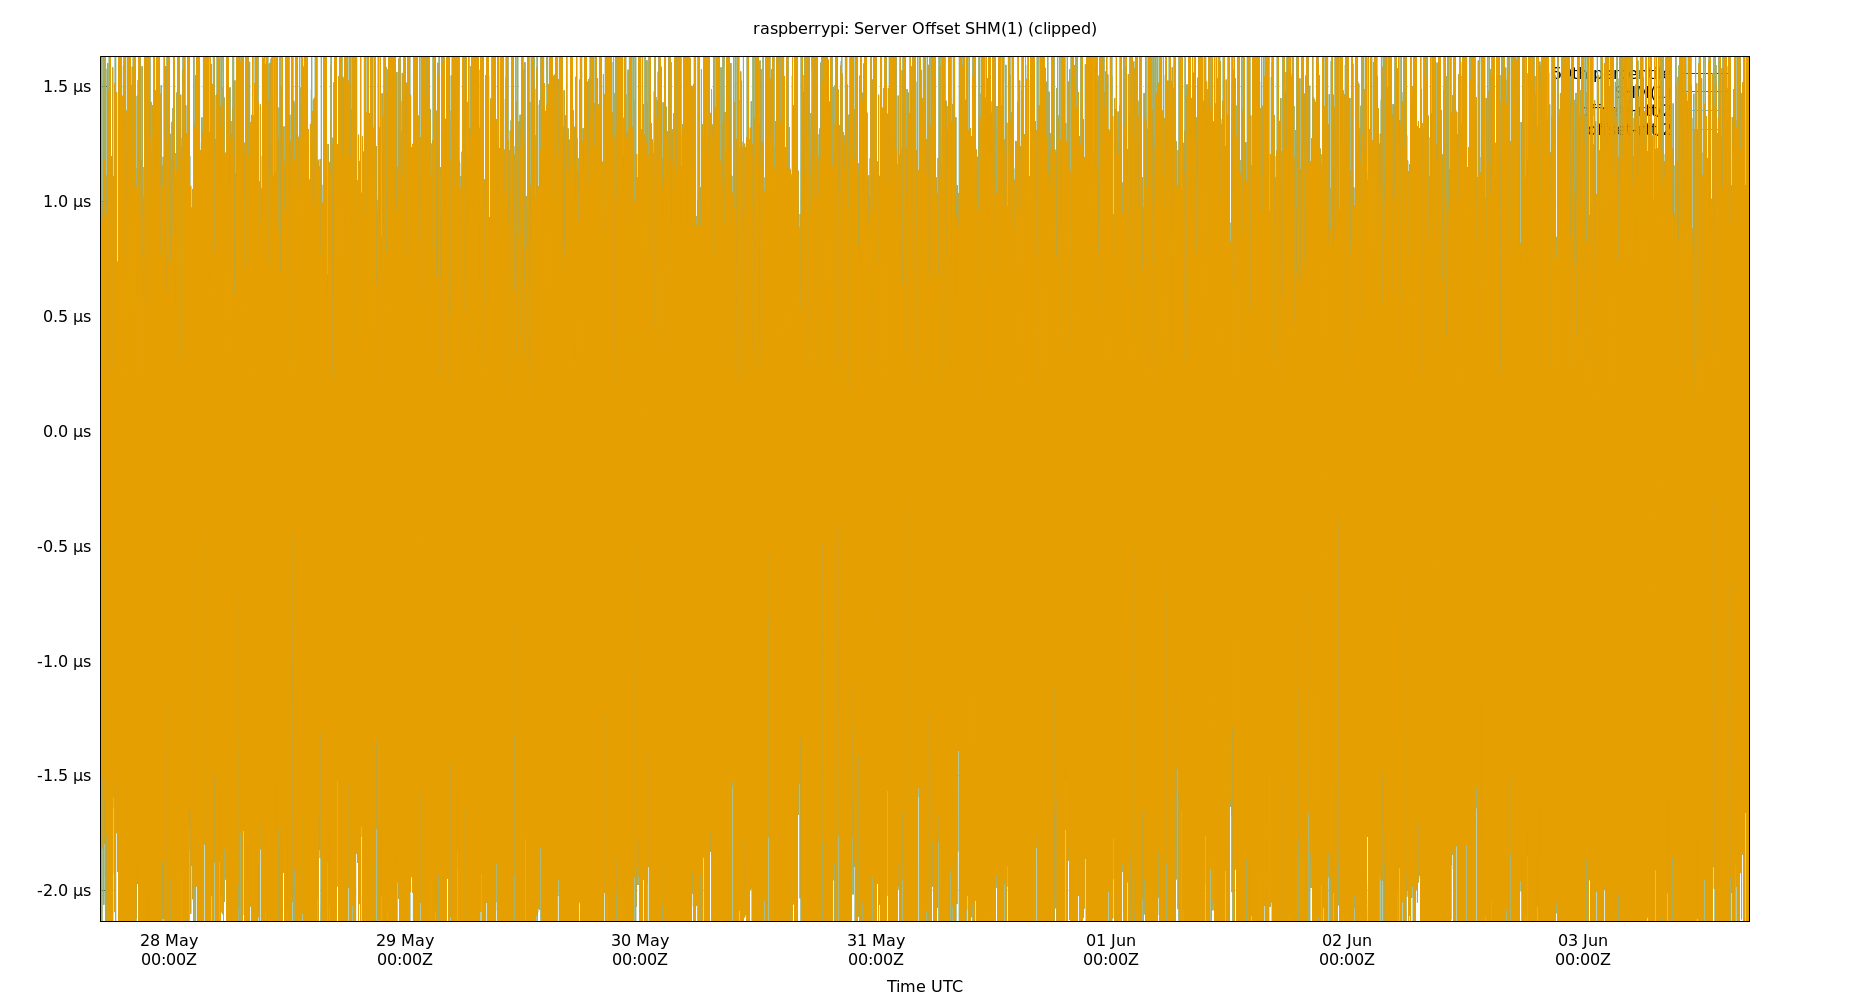 raspberrypi: Server Offset SHM(1) (clipped)
1.5 µs
1.0 µs
0.5 µs
0.0 µs
-0.5 µs
-1.0 µs
-1.5 µs
-2.0 µs
28 May 29 May 30 May 31 May 01 Jun 02 Jun 03 Jun
00:00Z 00:00Z 00:00Z 00:00Z 00:00Z 00:00Z 00:00Z
Time UTC